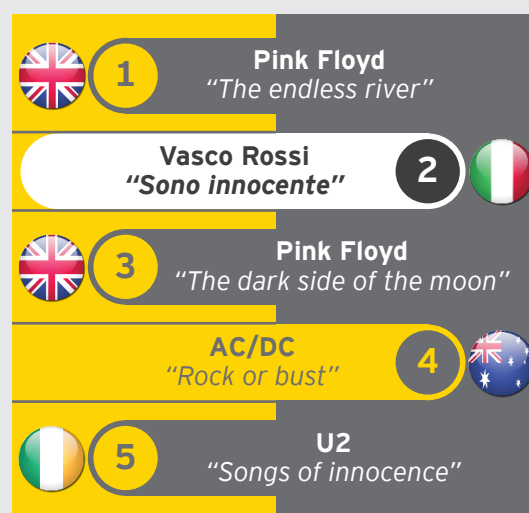 1
Pink Floyd
“The endless river”
Vasco Rossi
“Sono innocente”
2
3
Pink Floyd
“The dark side of the moon”
AC/DC
“Rock or bust”
4
5
U2
“Songs of innocence”